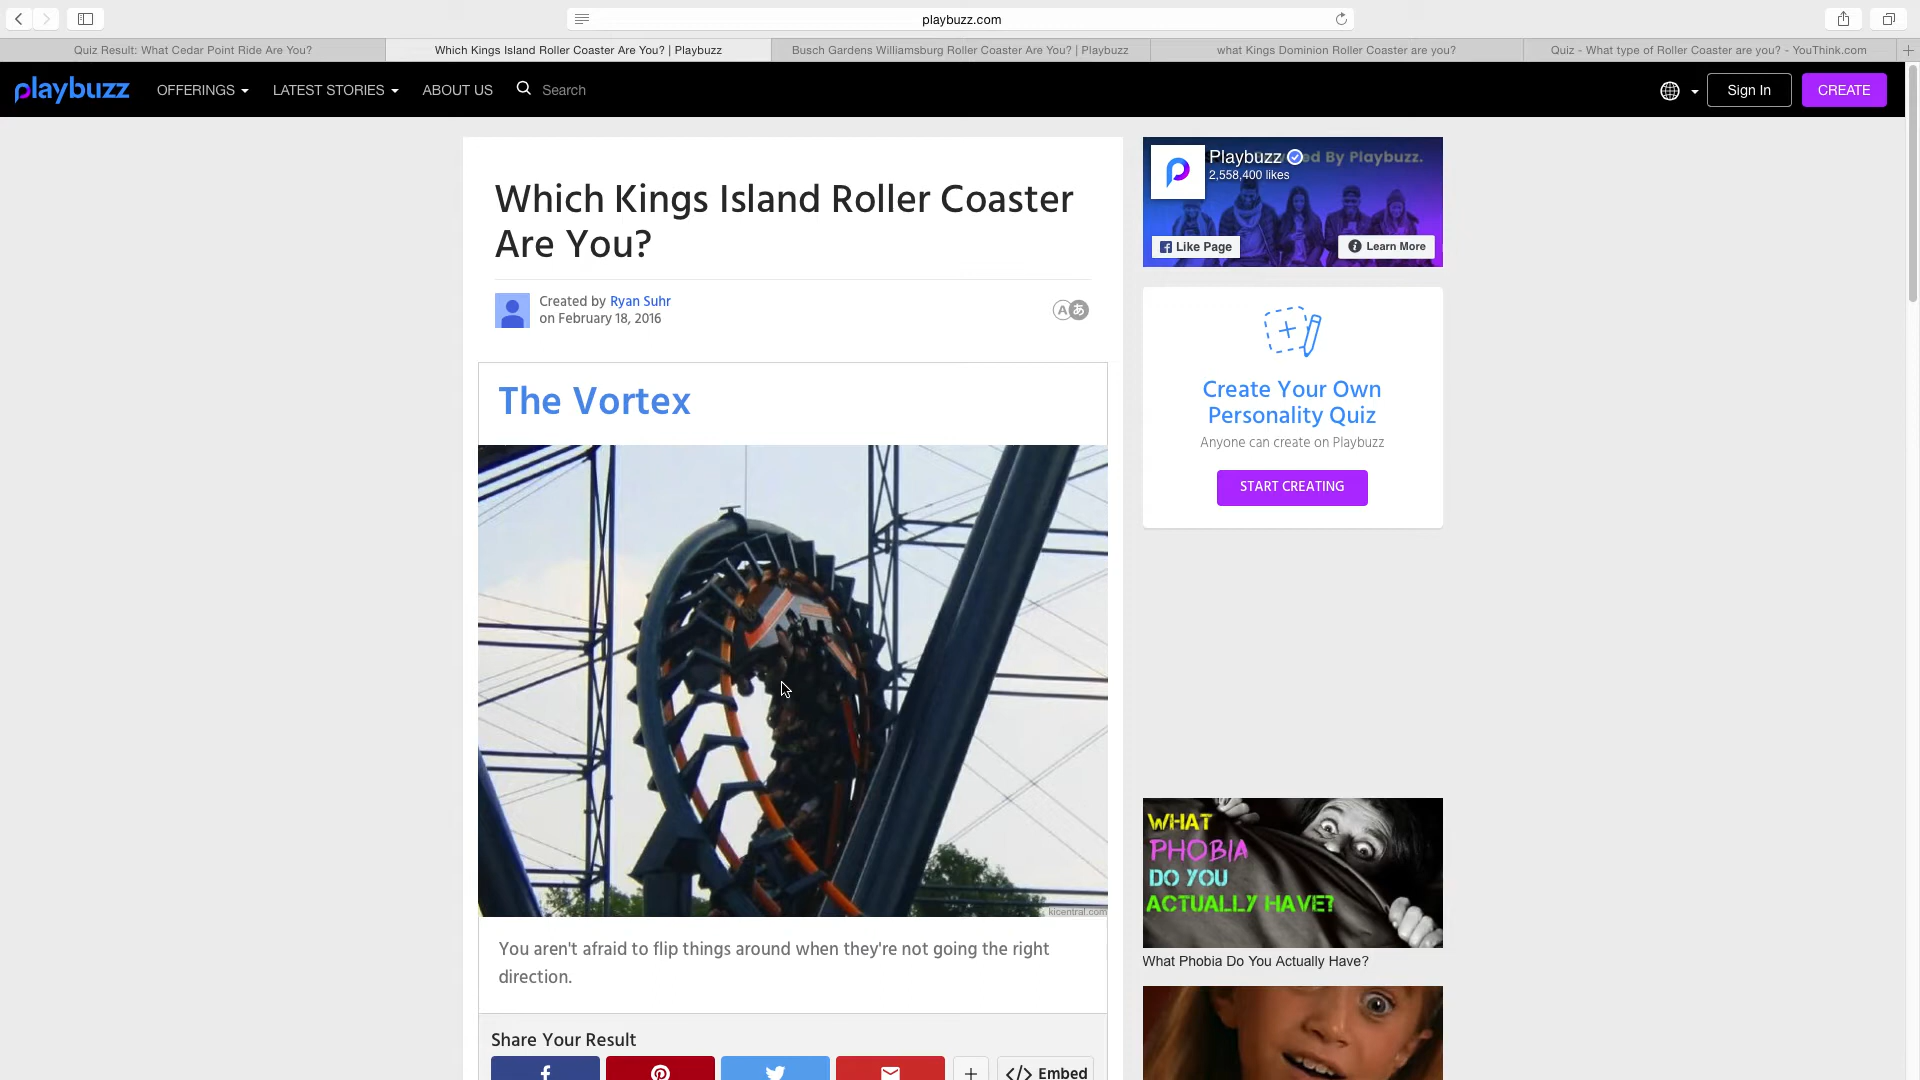 playbuzz.com
Quiz Result: What Cedar Point Ride Are You?
Which Kings Island Roller Coaster Are You? | Playbuzz
Busch Gardens Williamsburg Roller Coaster Are You? | Playbuzz
what Kings Dominion Roller Coaster are you?
Quiz - What type of Roller Coaster are you? - YouThink.com
playbuzz
OFFERINGS
LATEST STORIES
ABOUT US
Search
Sign In
CREATE
Which Kings Island Roller Coaster
Are You?
Created by Ryan Suhr
on February 18, 2016
A あ
The Vortex
kicentral.com
You aren't afraid to flip things around when they're not going the right
direction.
Share Your Result
</> Embed
Playbuzz
ed By Playbuzz.
2,558,400 likes
Like Page
Learn More
Create Your Own
Personality Quiz
Anyone can create on Playbuzz
START CREATING
WHAT
PHOBIA
DO YOU
ACTUALLY HAVE?
What Phobia Do You Actually Have?